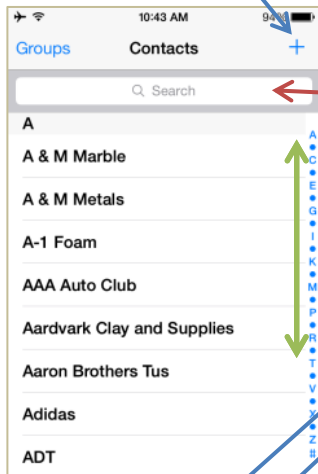 10:43 AM
Groups Contacts +
Search
A
A & M Marble
A & M Metals
A-1 Foam
AAA Auto Club
Aardvark Clay and Supplies
Aaron Brothers Tus
Adidas
ADT
A
C
E
G
I
K
M
P
R
T
V
X
Z
#